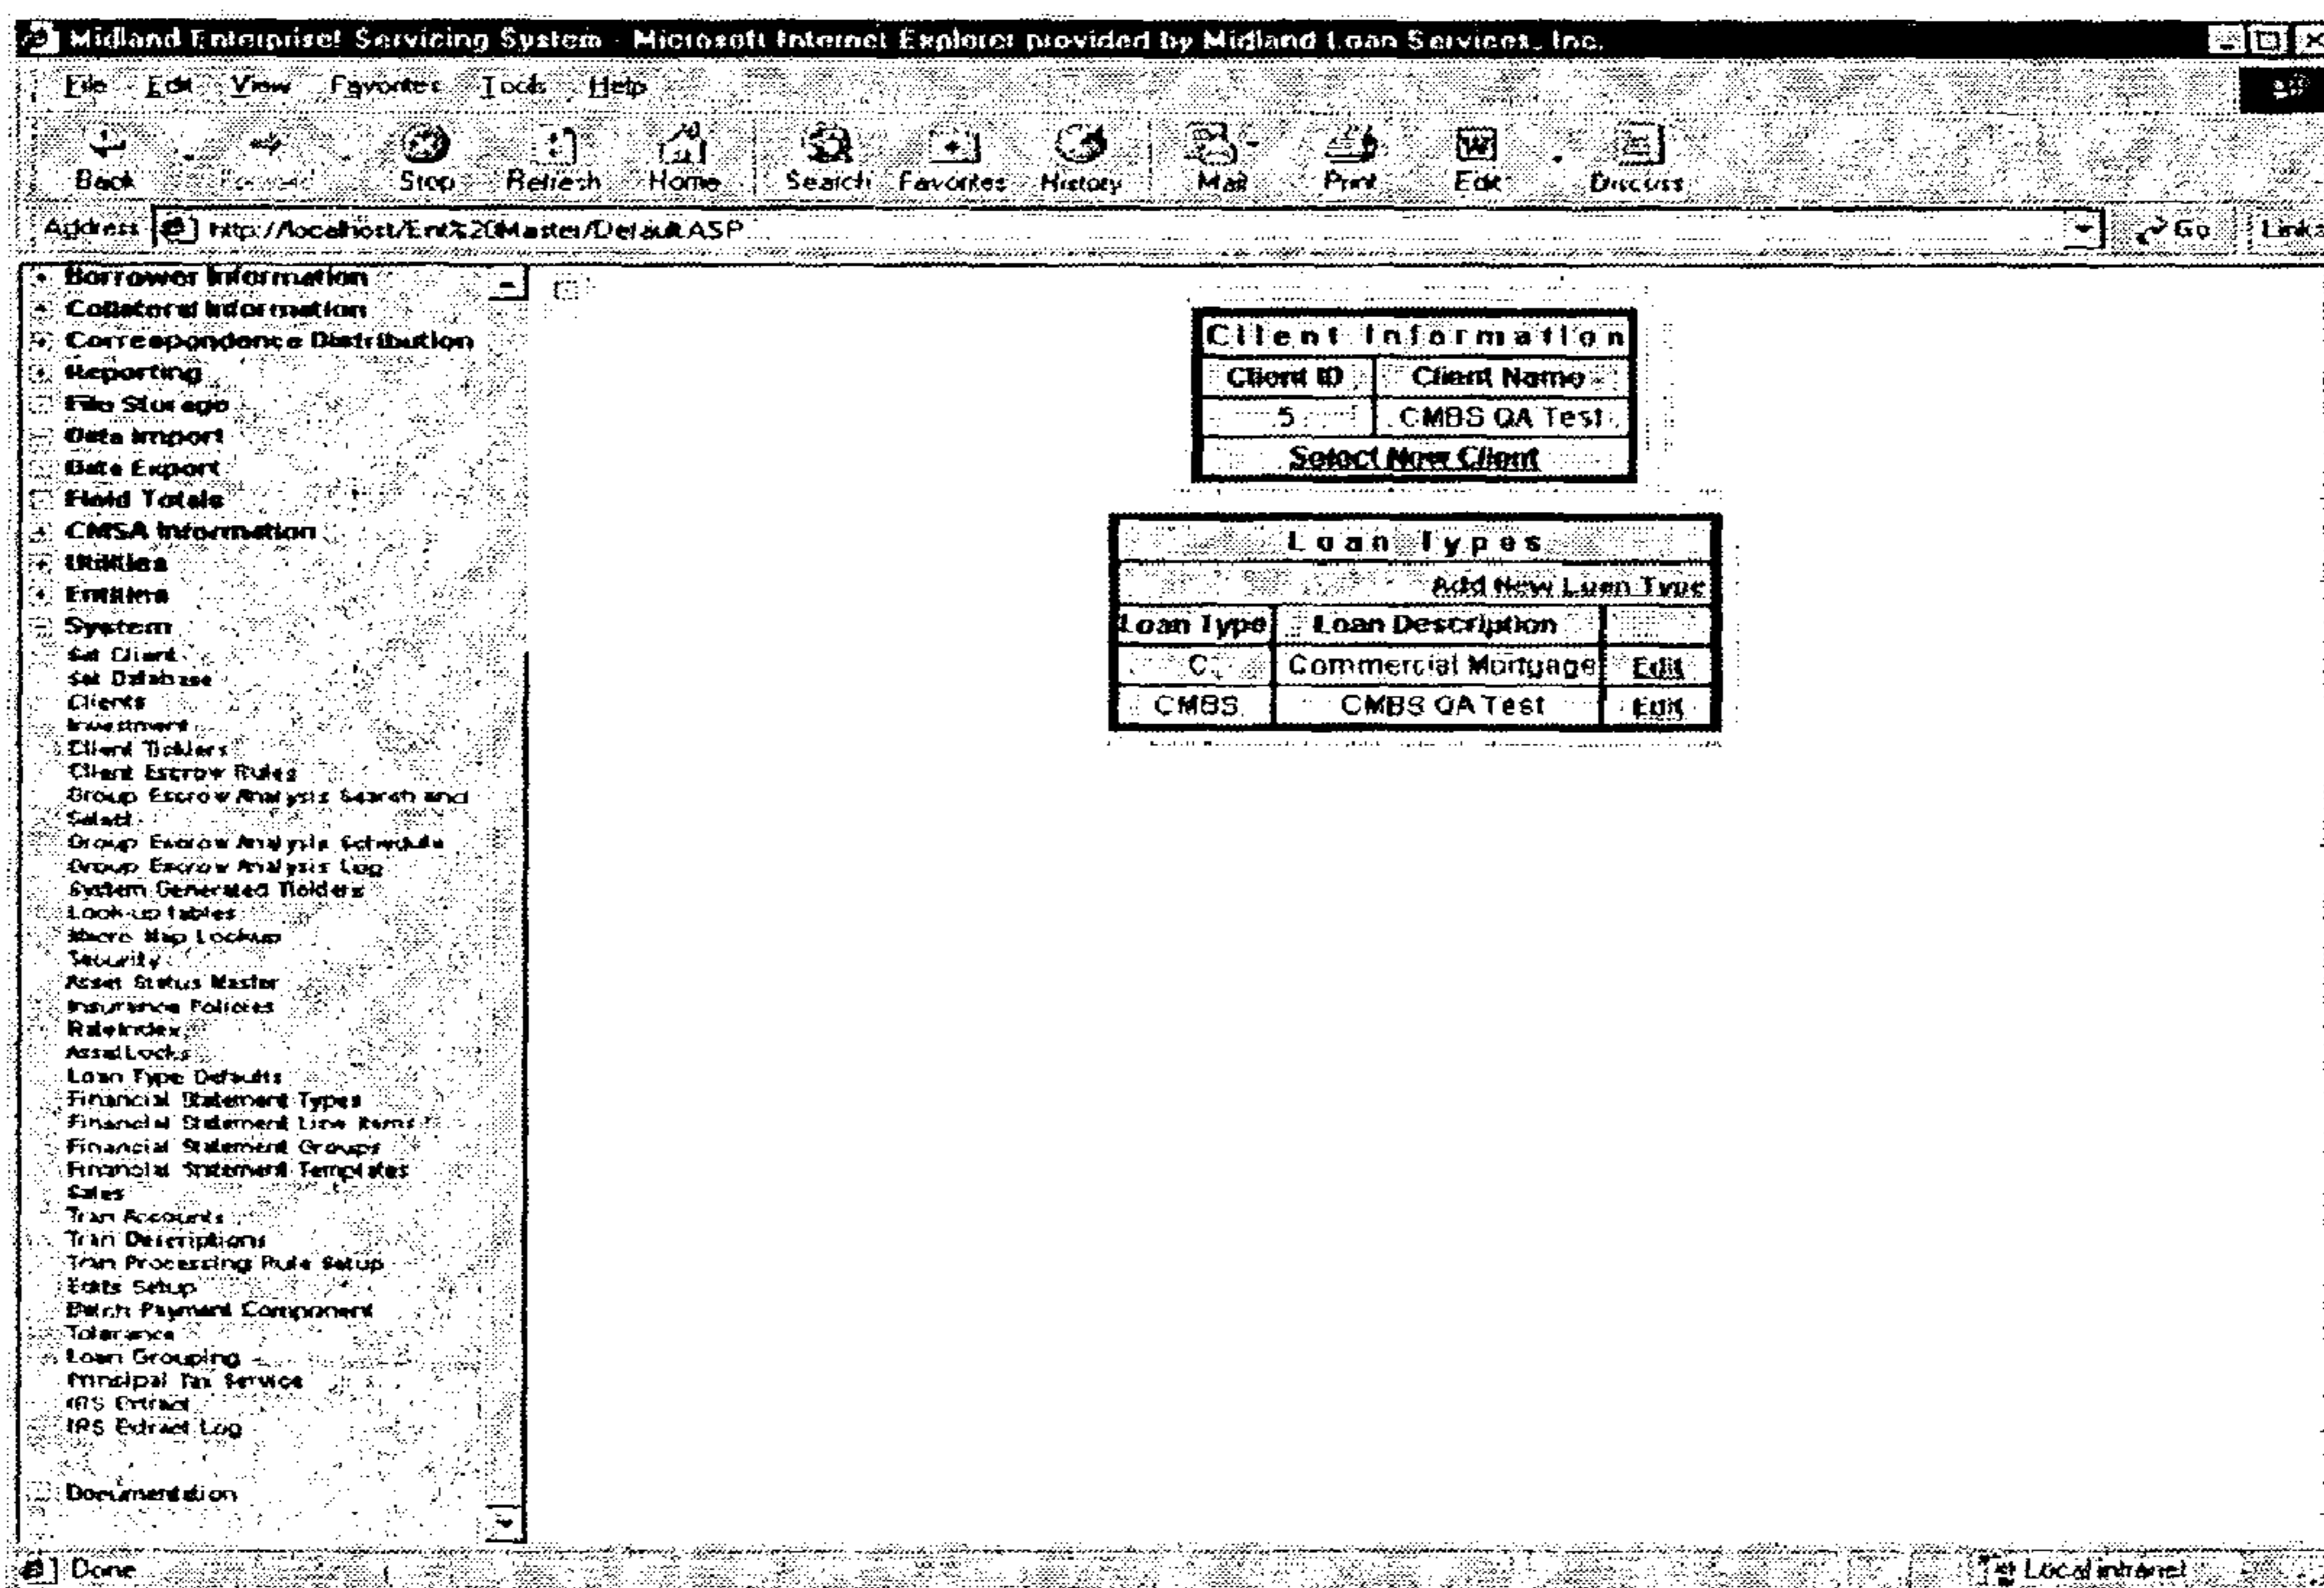 Midland Enterprise! Servicing System - Microsoft Internet Explorer provided by Midland Loan Services, Inc.
File Edit View Favorites Tools Help
Back Forward Stop Refresh Home Search Favorites History Mail Print Edit Discuss
Address http://localhost/Ent%20Master/Default.ASP Go Links
Borrower Information
Collateral Information
Correspondence Distribution
Reporting
File Storage
Data Import
Data Export
Field Totals
CMSA Information
Utilities
Entities
System
Set Client
Set Database
Clients
Investment
Client Ticklers
Client Escrow Rules
Group Escrow Analysis Search and
Select
Group Escrow Analysis Schedule
Group Escrow Analysis Log
System Generated Ticklers
Look-up tables
Macro Map Lookup
Security
Asset Status Master
Insurance Policies
RateIndex
AssetLocks
Loan Type Defaults
Financial Statement Types
Financial Statement Line Items
Financial Statement Groups
Financial Statement Templates
Sales
Tran Accounts
Tran Descriptions
Tran Processing Rule Setup
Edits Setup
Batch Payment Component
Tolerance
Loan Grouping
Principal Tax Service
IRS Extract
IRS Extract Log
Documentation
Client Information
Client ID Client Name
5 CMBS QA Test
Select New Client
Loan Types
Add New Loan Type
Loan Type Loan Description
C Commercial Mortgage Edit
CMBS CMBS QA Test Edit
Done Local intranet